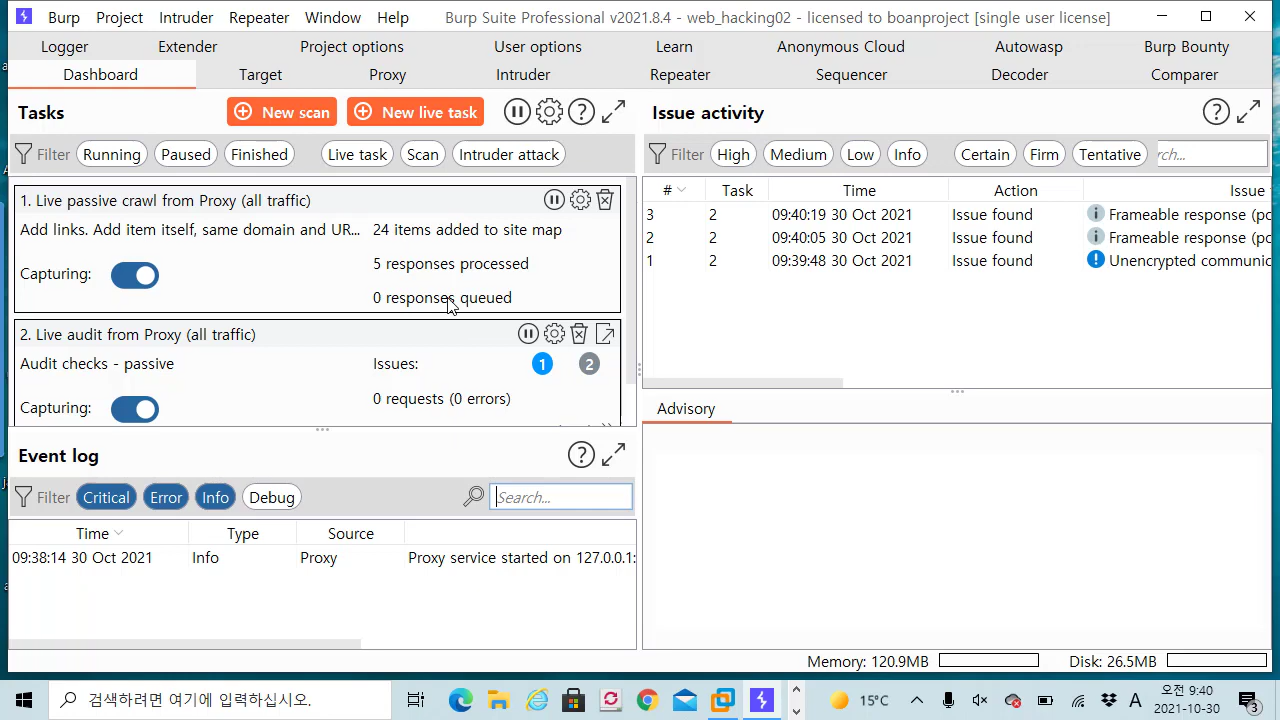 Burp Project Intruder Repeater Window Help Burp Suite Professional v2021.8.4 - web_hacking02 - licensed to boanproject [single user license]
Logger Extender Project options User options Learn Anonymous Cloud Autowasp Burp Bounty
Dashboard Target Proxy Intruder Repeater Sequencer Decoder Comparer
Tasks New scan New live task
Filter Running Paused Finished Live task Scan Intruder attack
1. Live passive crawl from Proxy (all traffic)
Add links. Add item itself, same domain and UR... 24 items added to site map
5 responses processed
Capturing:
0 responses queued
2. Live audit from Proxy (all traffic)
Audit checks - passive Issues: 1 2
0 requests (0 errors)
Capturing:
Event log
Filter Critical Error Info Debug Search...
Time Type Source
09:38:14 30 Oct 2021 Info Proxy Proxy service started on 127.0.0.1:
Issue activity
Filter High Medium Low Info Certain Firm Tentative rch...
# Task Time Action Issue
3 2 09:40:19 30 Oct 2021 Issue found Frameable response (pc
2 2 09:40:05 30 Oct 2021 Issue found Frameable response (pc
1 2 09:39:48 30 Oct 2021 Issue found Unencrypted communic
Advisory
Memory: 120.9MB Disk: 26.5MB
검색하려면 여기에 입력하십시오.
15°C
A
오전 9:40
2021-10-30
3